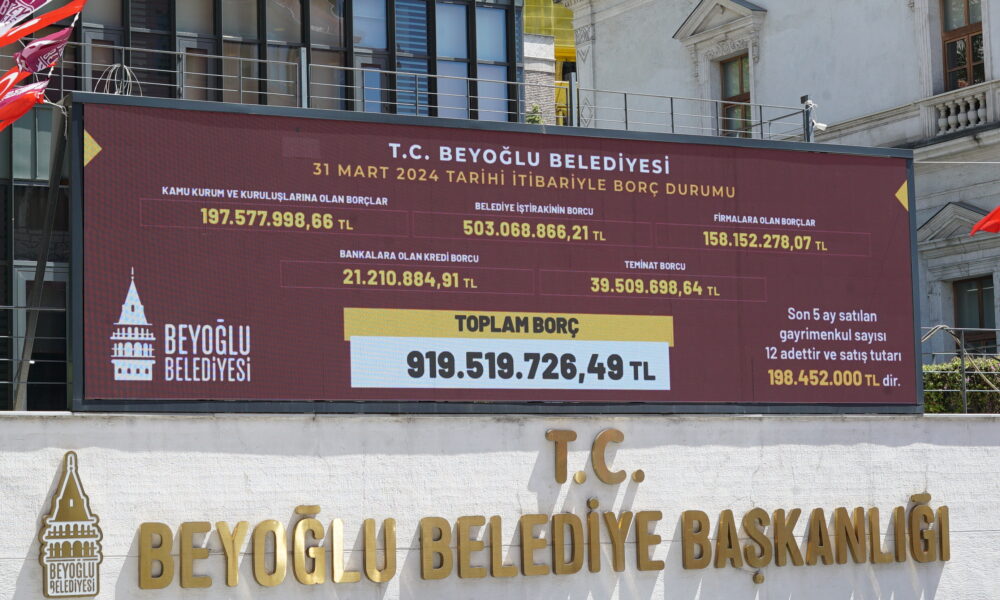 T.C. BEYOĞLU BELEDİYESİ
31 MART 2024 TARİHİ İTİBARİYLE BORÇ DURUMU
KAMU KURUM VE KURULUŞLARINA OLAN BORÇLAR
197.577.998,66 TL
BELEDİYE İŞTİRAKİNİN BORCU
503.068.866,21 TL
FİRMALARA OLAN BORÇLAR
158.152.278,07 TL
BANKALARA OLAN KREDİ BORCU
21.210.884,91 TL
TEMİNAT BORCU
39.509.698,64 TL
TOPLAM BORÇ
919.519.726,49 TL
BEYOĞLU
BELEDİYESİ
Son 5 ay satılan
gayrimenkul sayısı
12 adettir ve satış tutarı
198.452.000 TL dir.
T.C.
BEYOĞLU BELEDİYE BAŞKANLIĞI
BEYOĞLU
BELEDİYESİ